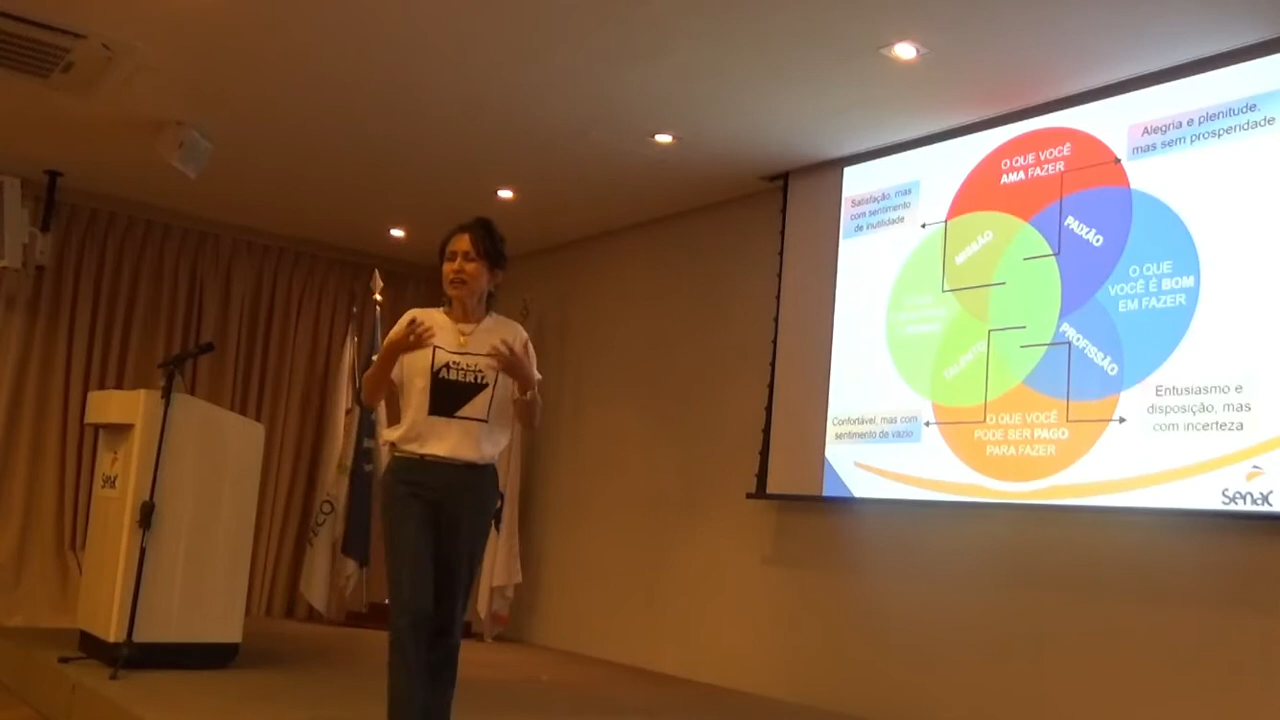 O QUE VOCÊ
AMA FAZER
Alegria e plenitude,
mas sem prosperidade
Satisfação, mas
com sentimento
de inutilidade
MISSÃO
PAIXÃO
O QUE
VOCÊ É BOM
EM FAZER
TALENTO
PROFISSÃO
Confortável, mas com
sentimento de vazio
O QUE VOCÊ
PODE SER PAGO
PARA FAZER
Entusiasmo e
disposição, mas
com incerteza
Senac
CASA
ABERTA
Senac
FECO